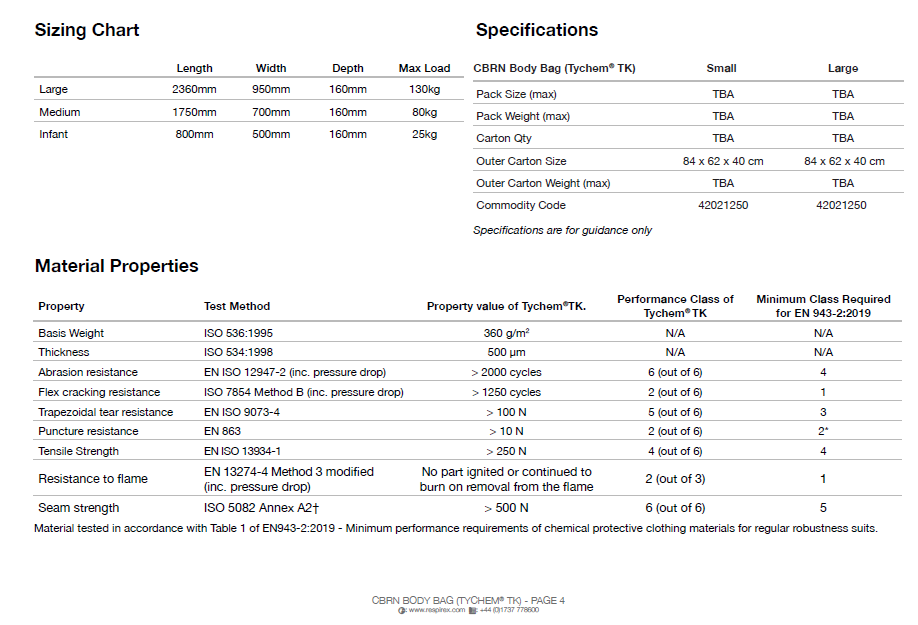 Sizing Chart
Length Width Depth Max Load
Large 2360mm 950mm 160mm 130kg
Medium 1750mm 700mm 160mm 80kg
Infant 800mm 500mm 160mm 25kg
Specifications
CBRN Body Bag (Tychem® TK) Small Large
Pack Size (max) TBA TBA
Pack Weight (max) TBA TBA
Carton Qty TBA TBA
Outer Carton Size 84 x 62 x 40 cm 84 x 62 x 40 cm
Outer Carton Weight (max) TBA TBA
Commodity Code 42021250 42021250
Specifications are for guidance only
Material Properties
Property Test Method Property value of Tychem®TK. Performance Class of Tychem® TK Minimum Class Required for EN 943-2:2019
Basis Weight ISO 536:1995 360 g/m² N/A N/A
Thickness ISO 534:1998 500 µm N/A N/A
Abrasion resistance EN ISO 12947-2 (inc. pressure drop) > 2000 cycles 6 (out of 6) 4
Flex cracking resistance ISO 7854 Method B (inc. pressure drop) > 1250 cycles 2 (out of 6) 1
Trapezoidal tear resistance EN ISO 9073-4 > 100 N 5 (out of 6) 3
Puncture resistance EN 863 > 10 N 2 (out of 6) 2*
Tensile Strength EN ISO 13934-1 > 250 N 4 (out of 6) 4
Resistance to flame EN 13274-4 Method 3 modified (inc. pressure drop) No part ignited or continued to burn on removal from the flame 2 (out of 3) 1
Seam strength ISO 5082 Annex A2† > 500 N 6 (out of 6) 5
Material tested in accordance with Table 1 of EN943-2:2019 - Minimum performance requirements of chemical protective clothing materials for regular robustness suits.
CBRN BODY BAG (TYCHEM® TK) - PAGE 4
: www.respirex.com : +44 (0)1737 778600